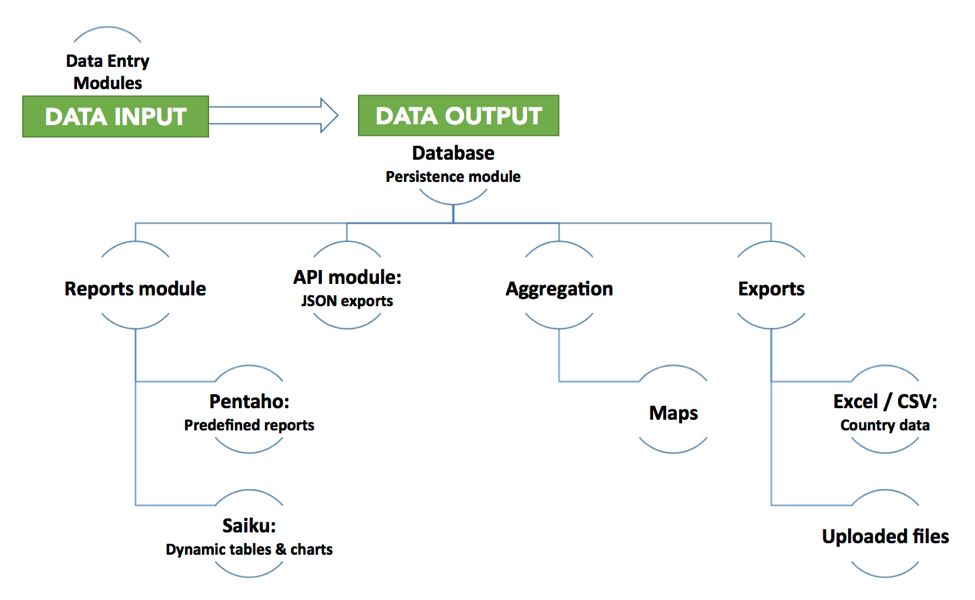 Data Entry
Modules
DATA INPUT
DATA OUTPUT
Database
Persistence module
Reports module
API module:
JSON exports
Aggregation
Exports
Pentaho:
Predefined reports
Maps
Excel / CSV:
Country data
Saiku:
Dynamic tables & charts
Uploaded files